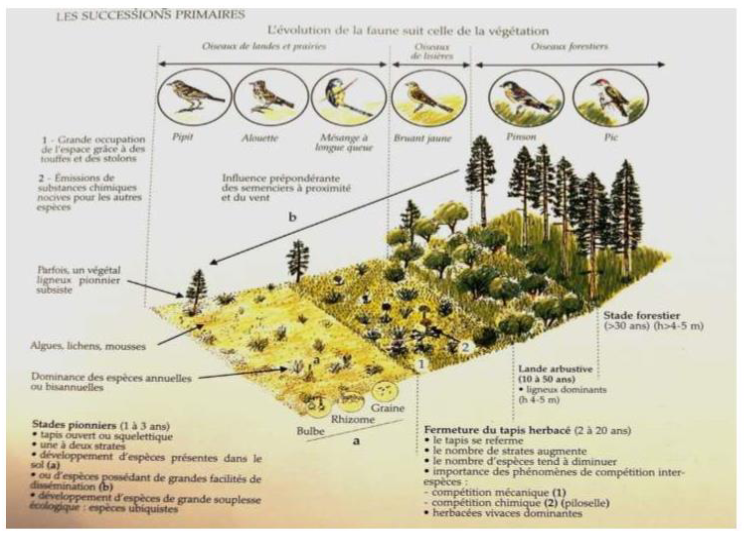 LES SUCCESSIONS PRIMAIRES
L'évolution de la faune suit celle de la végétation
Oiseaux de landes et prairies
Oiseaux
de lisières
Oiseaux forestiers
Pipit
Alouette
Mésange à
longue queue
Bruant jaune
Pinson
Pic
1 - Grande occupation
de l'espace grâce à des
touffes et des stolons
2 - Émissions de
substances chimiques
nocives pour les autres
espèces
Influence prépondérante
des semenciers à proximité
et du vent
b
Parfois, un végétal
ligneux pionnier
subsiste
Algues, lichens, mousses
Dominance des espèces annuelles
ou bisannuelles
a
1
2
Bulbe
Rhizome
Graine
a
Stade forestier
(>30 ans) (h>4-5 m)
Lande arbustive
(10 à 50 ans)
• ligneux dominants
(h 4-5 m)
Stades pionniers (1 à 3 ans)
• tapis ouvert ou squelettique
• une à deux strates
• développement d'espèces présentes dans le
sol (a)
• ou d'espèces possédant de grandes facilités de
dissémination (b)
• développement d'espèces de grande souplesse
écologique : espèces ubiquistes
Fermeture du tapis herbacé (2 à 20 ans)
• le tapis se referme
• le nombre de strates augmente
• le nombre d'espèces tend à diminuer
• importance des phénomènes de compétition inter-
espèces :
- compétition mécanique (1)
- compétition chimique (2) (piloselle)
• herbacées vivaces dominantes